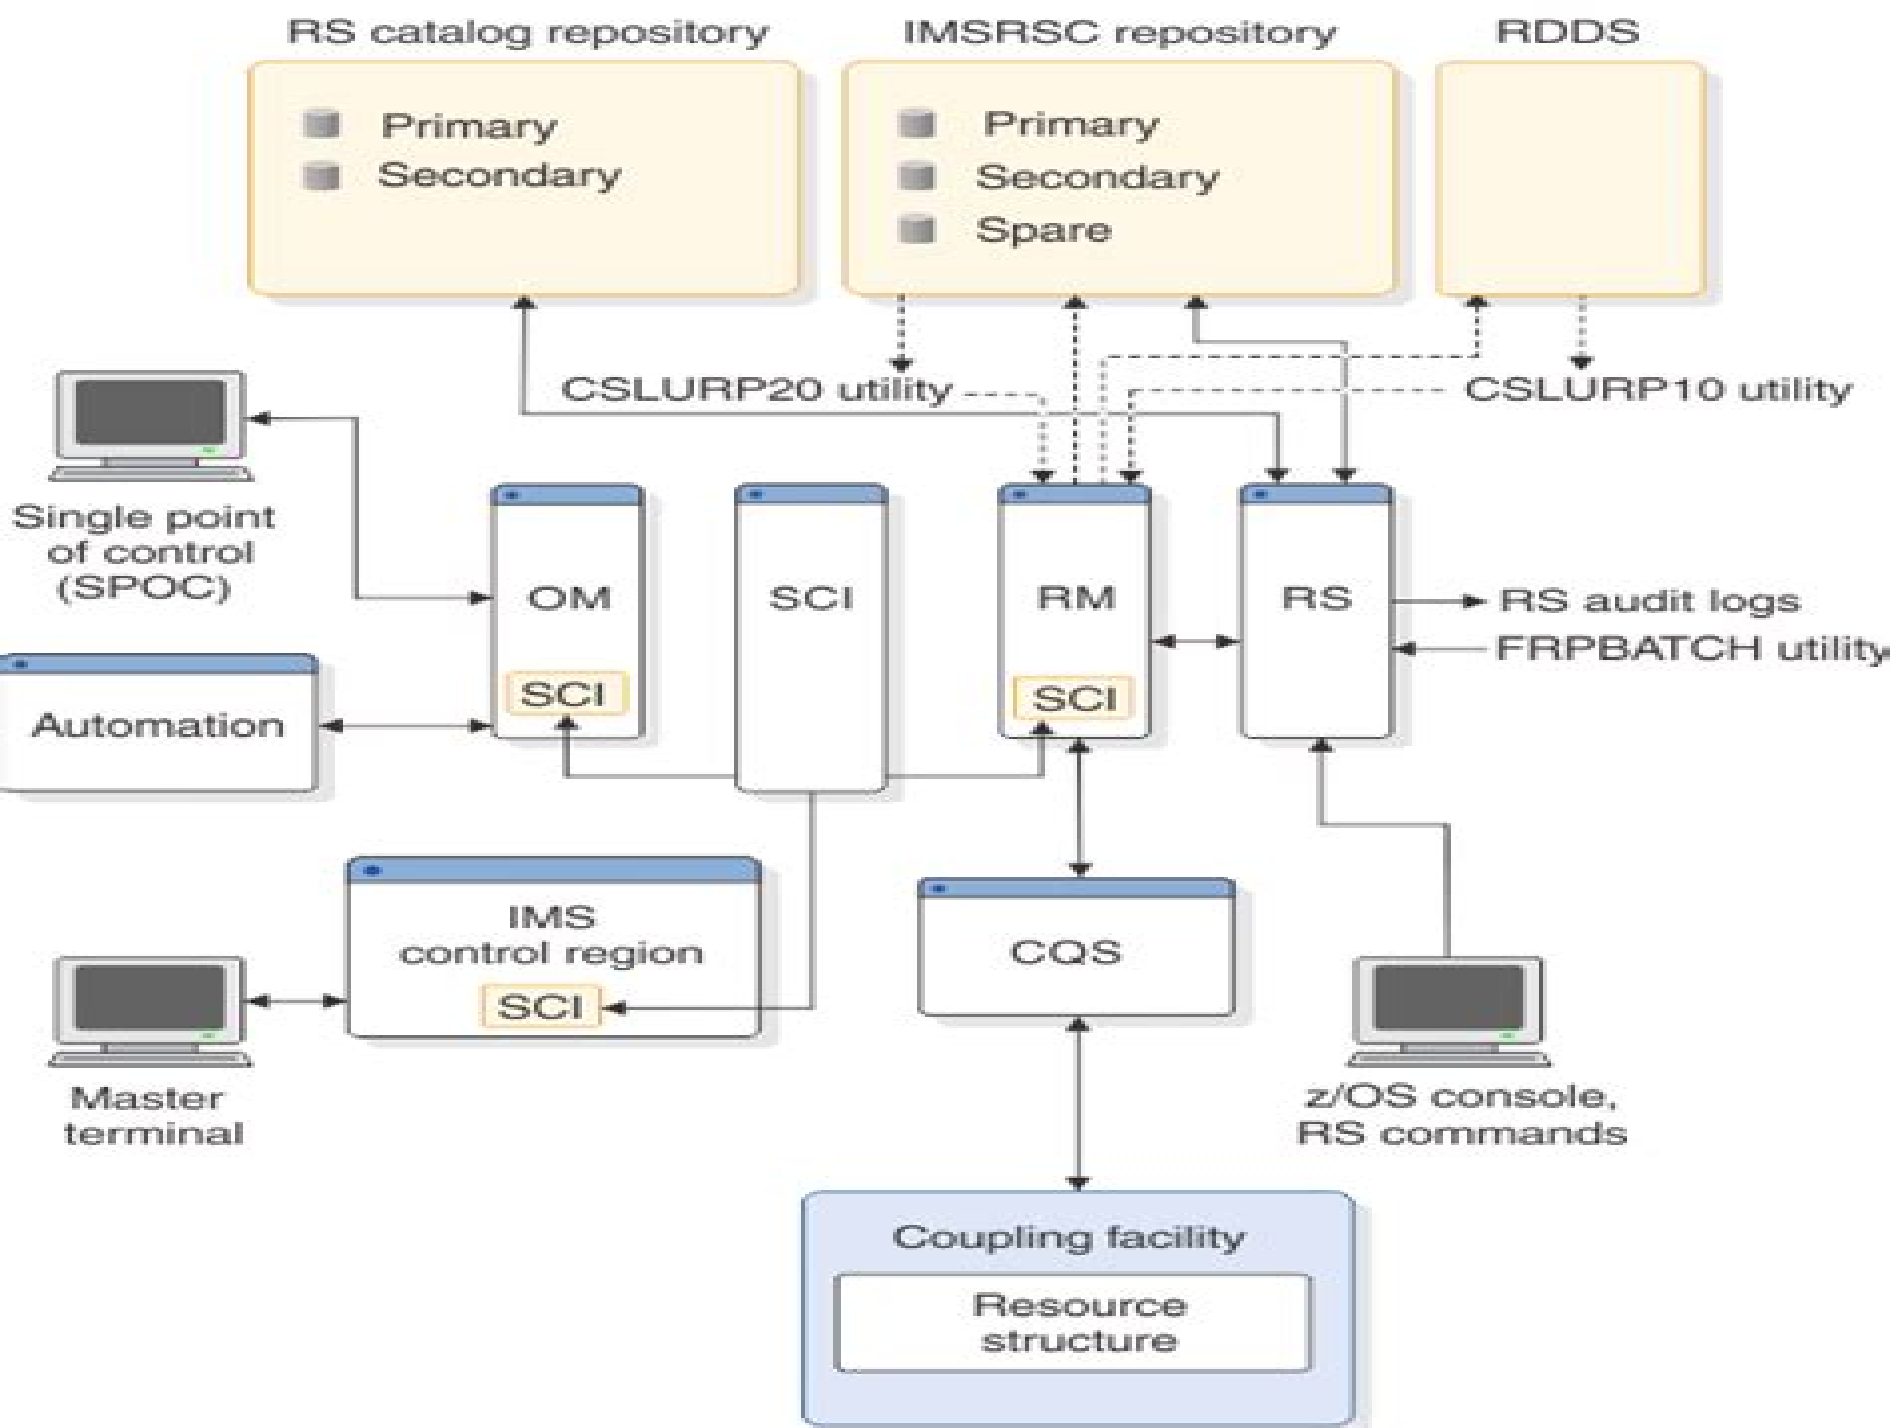 RS catalog repository
IMSRSC repository
RDDS
Primary
Secondary
Primary
Secondary
Spare
CSLURP20 utility
CSLURP10 utility
Single point
of control
(SPOC)
OM
SCI
SCI
RM
SCI
RS
RS audit logs
FRPBATCH utility
Automation
IMS
control region
SCI
CQS
Master
terminal
z/OS console,
RS commands
Coupling facility
Resource
structure